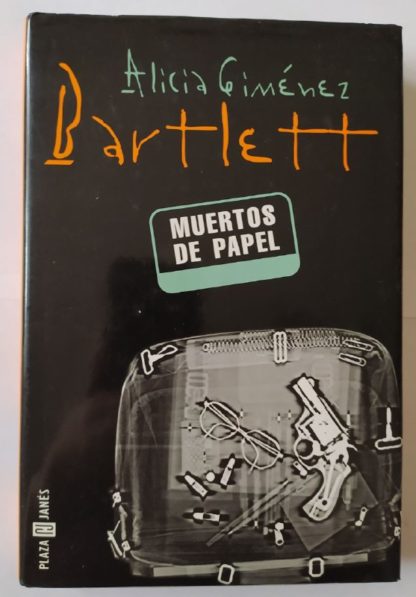 Alicia Giménez
Bartlett
MUERTOS
DE PAPEL
PLAZA JANÉS